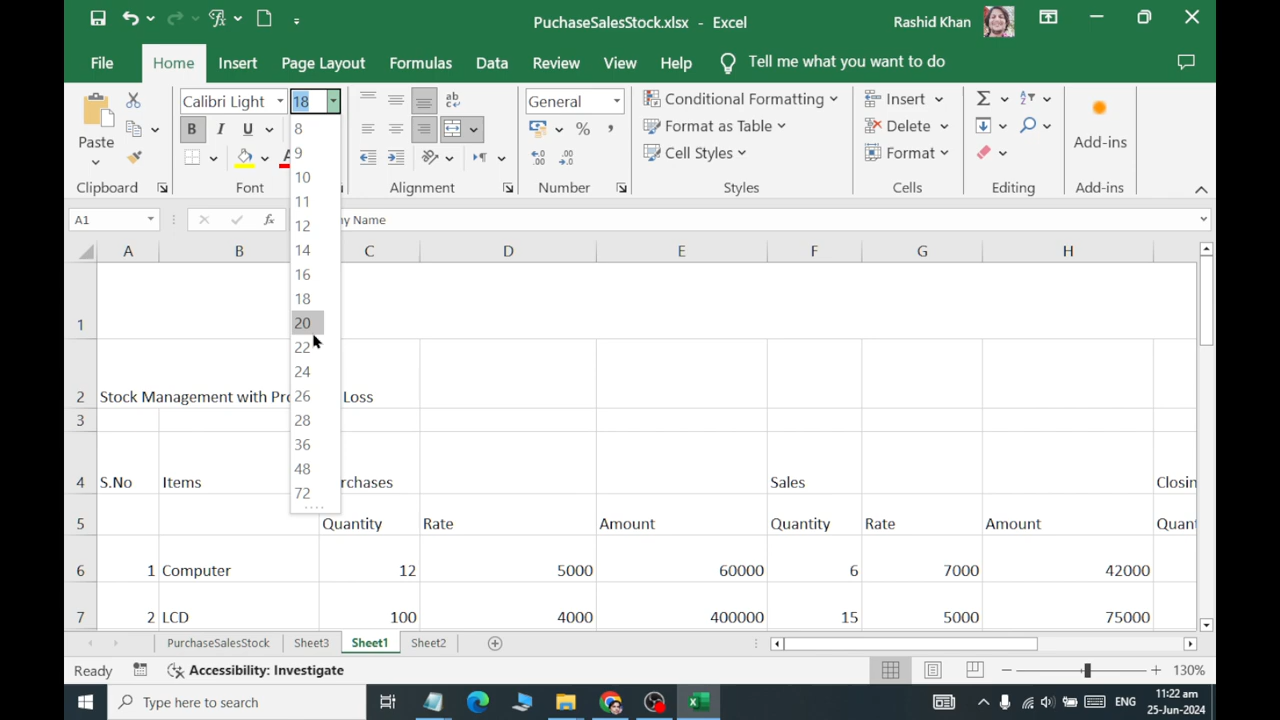 PuchaseSalesStock.xlsx - Excel
Rashid Khan
File Home Insert Page Layout Formulas Data Review View Help Tell me what you want to do
Calibri Light 18 General Conditional Formatting Insert
Paste B I U Format as Table Delete Add-ins
Cell Styles Format
Clipboard Font Alignment Number Styles Cells Editing Add-ins
A1 fx ny Name
8
9
10
11
12
14
16
18
20
22
24
26
28
36
48
72
A B C D E F G H
1
2 Stock Management with Pro Loss
3
4 S.No Items rchases Sales Closin
5 Quantity Rate Amount Quantity Rate Amount Quant
6 1 Computer 12 5000 60000 6 7000 42000
7 2 LCD 100 4000 400000 15 5000 75000
PurchaseSalesStock Sheet3 Sheet1 Sheet2
Ready Accessibility: Investigate 130%
Type here to search ENG 11:22 am
25-Jun-2024